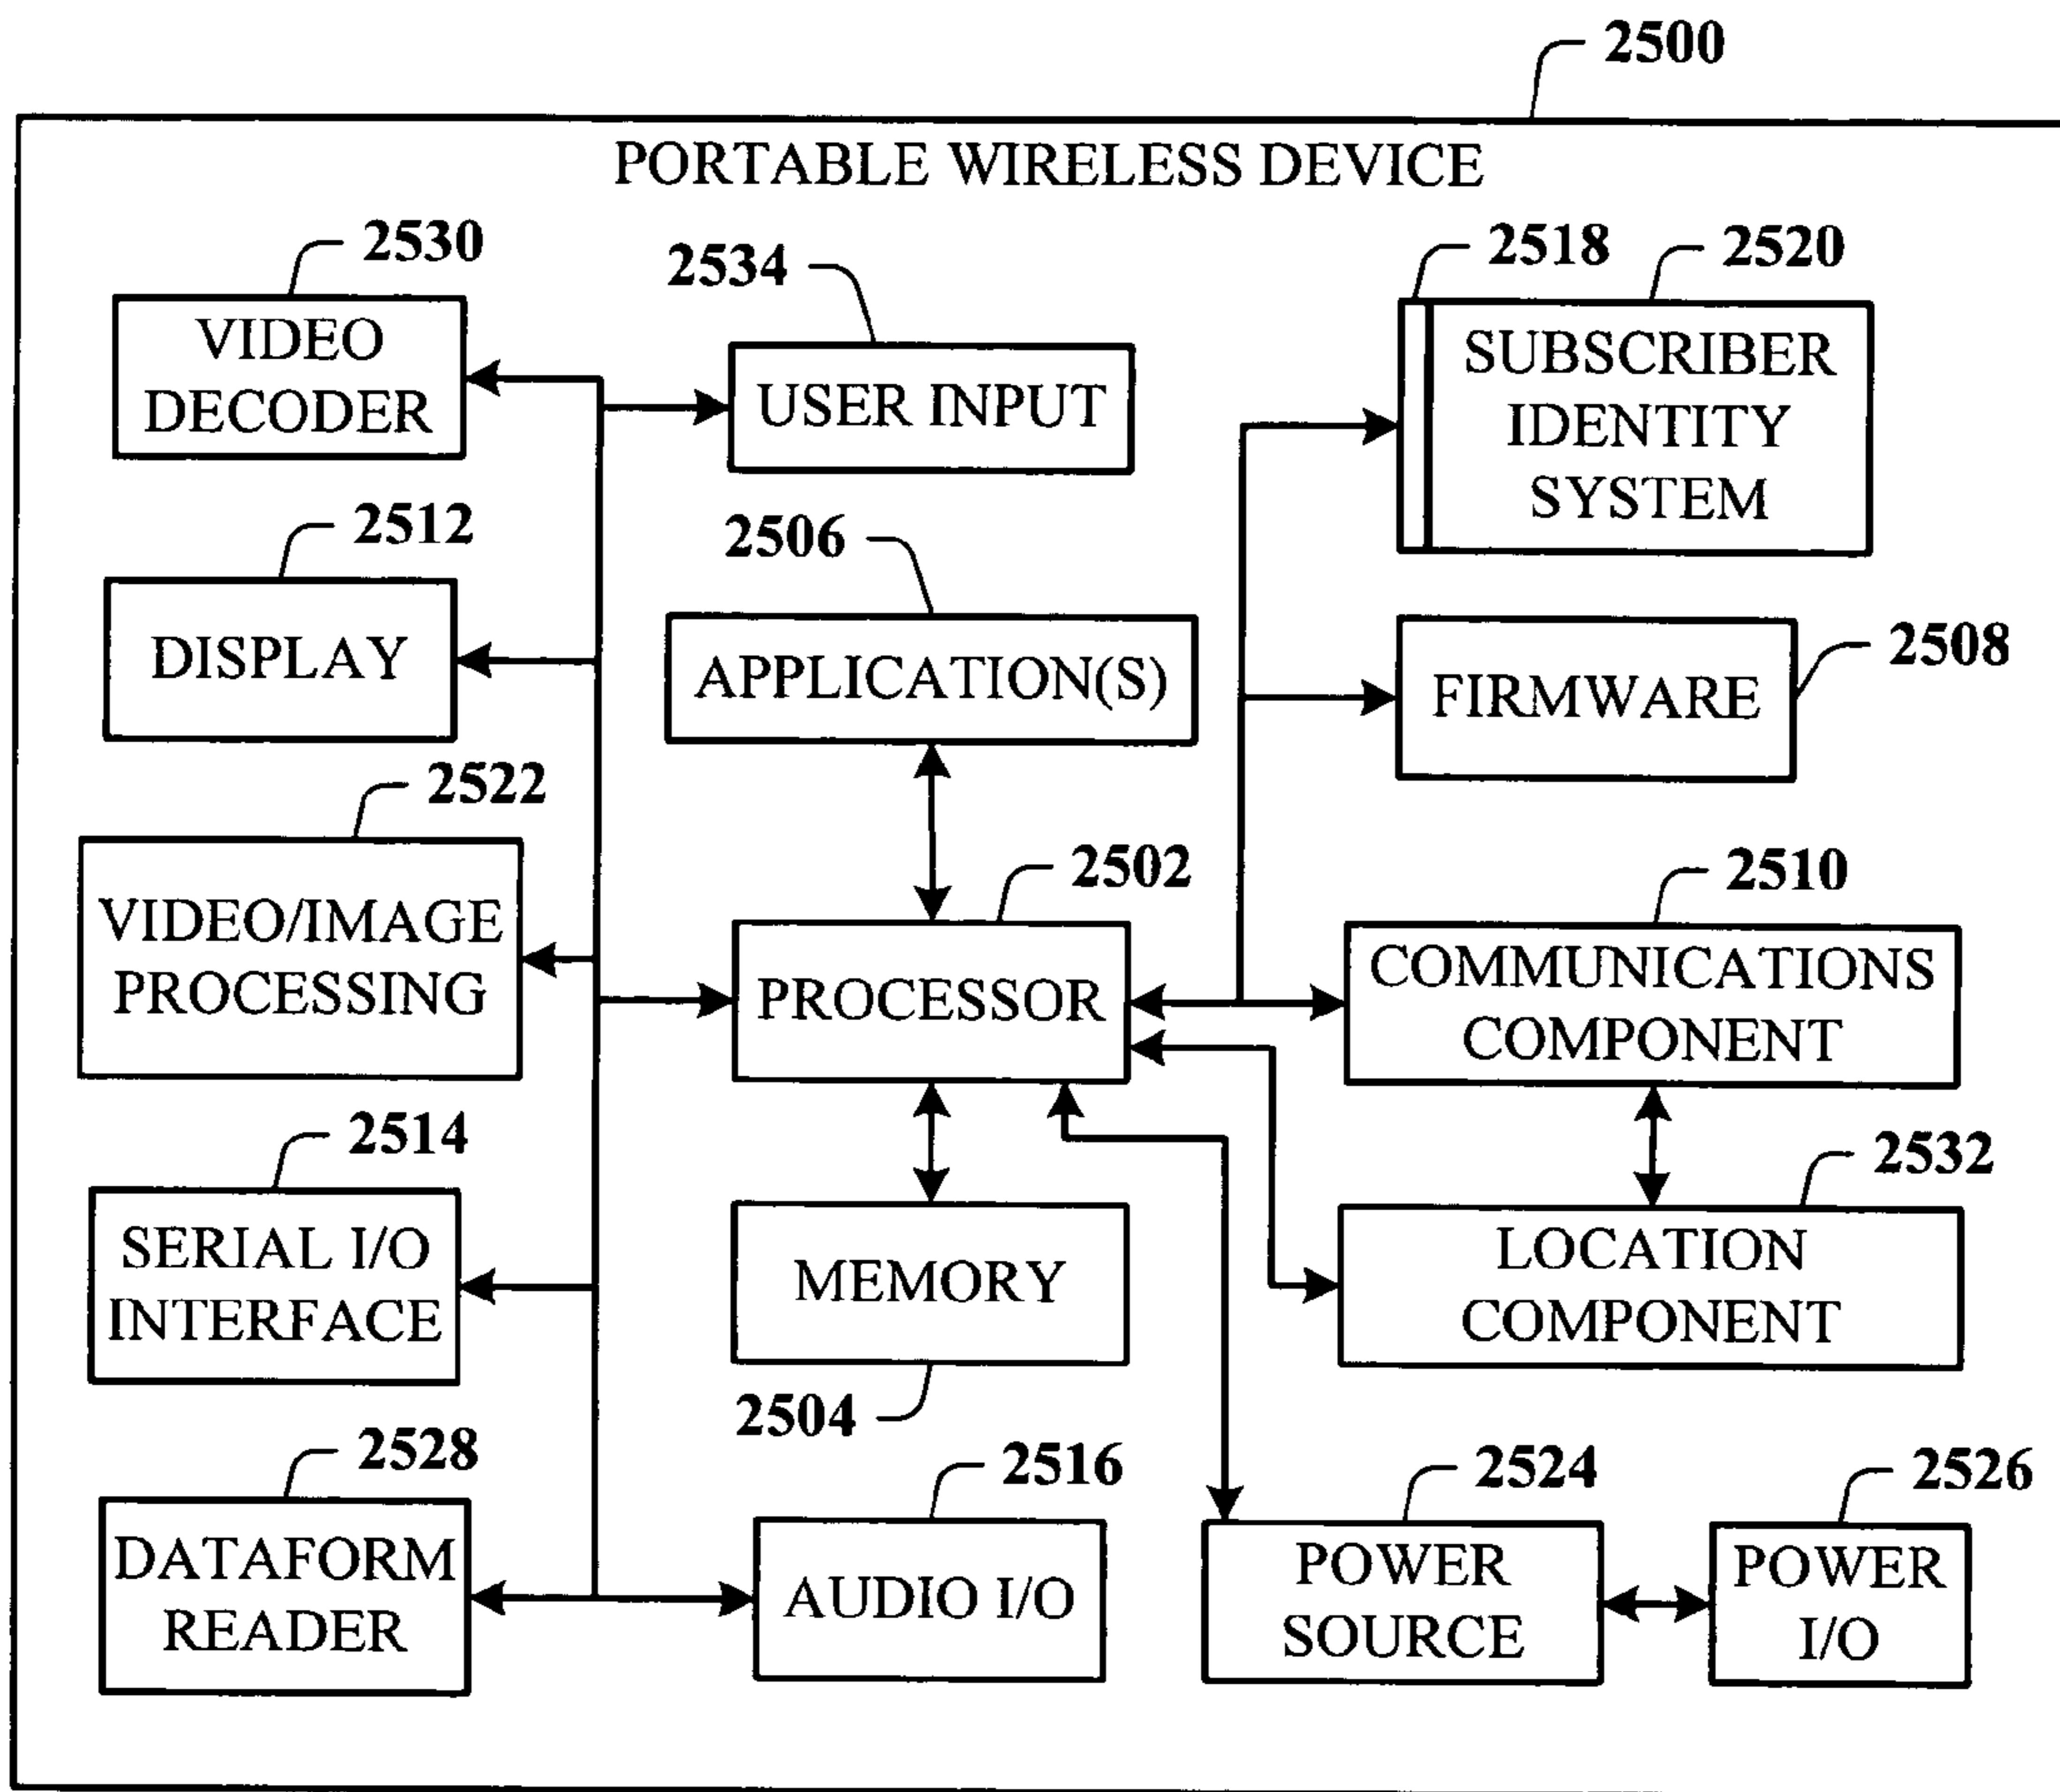 2500
PORTABLE WIRELESS DEVICE
2530
VIDEO
DECODER
2534
USER INPUT
2518
2520
SUBSCRIBER
IDENTITY
SYSTEM
2512
DISPLAY
2506
APPLICATION(S)
FIRMWARE
2508
2522
VIDEO/IMAGE
PROCESSING
2502
PROCESSOR
2510
COMMUNICATIONS
COMPONENT
2514
SERIAL I/O
INTERFACE
MEMORY
2504
2532
LOCATION
COMPONENT
2528
DATAFORM
READER
2516
AUDIO I/O
2524
POWER
SOURCE
2526
POWER
I/O